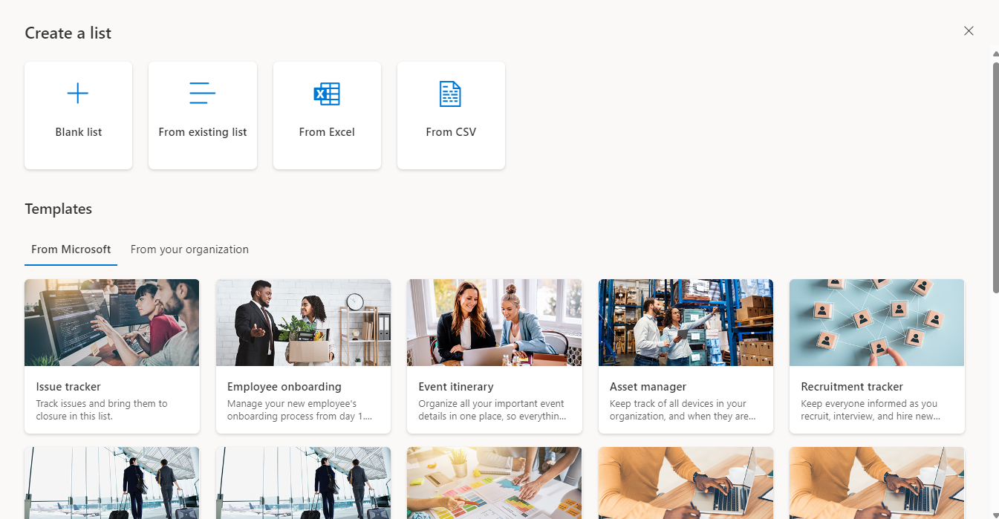 Create a list
Blank list
From existing list
From Excel
From CSV
Templates
From Microsoft
From your organization
Issue tracker
Track issues and bring them to
closure in this list.
Employee onboarding
Manage your new employee's
onboarding process from day 1....
Event itinerary
Organize all your important event
details in one place, so everythin...
Asset manager
Keep track of all devices in your
organization, and when they are...
Recruitment tracker
Keep everyone informed as you
recruit, interview, and hire new...